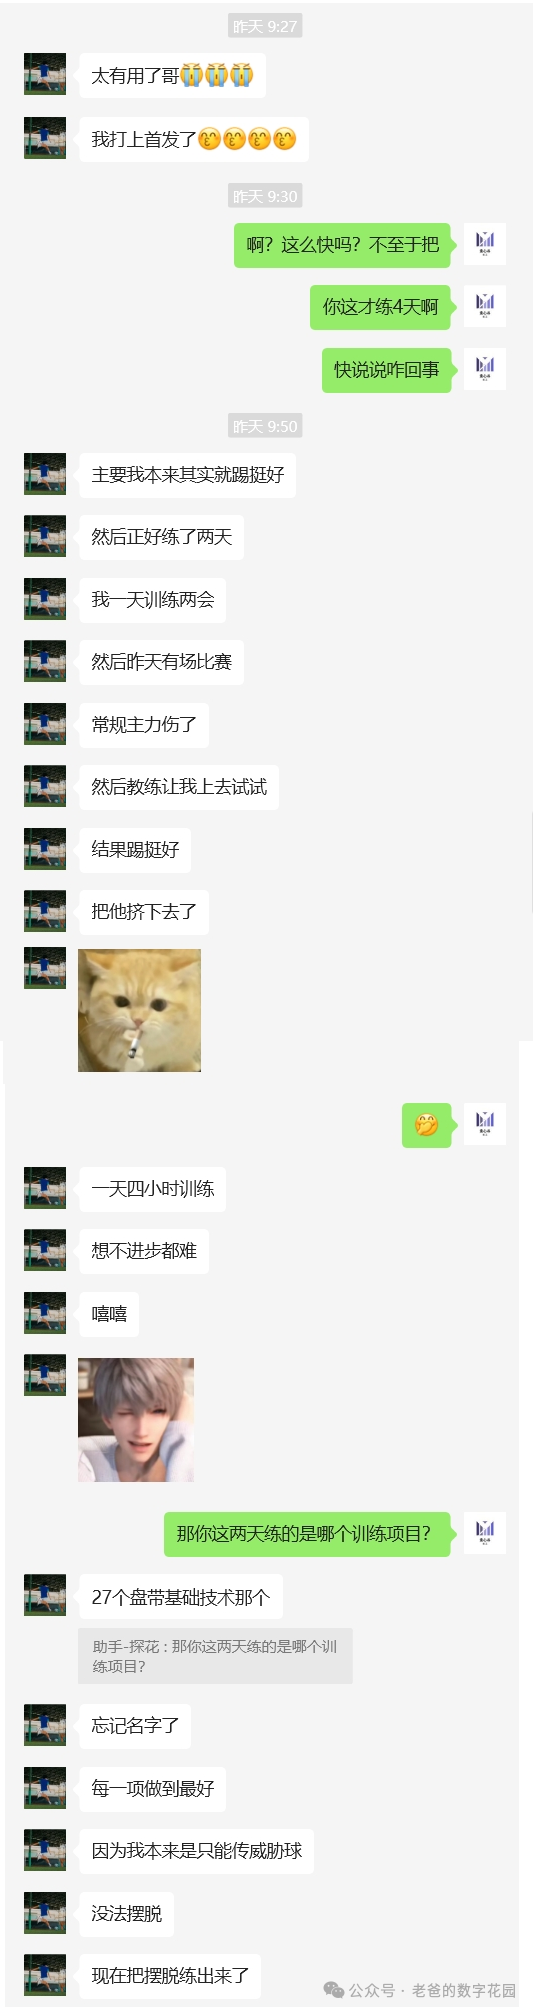 昨天 9:27
太有用了哥😭😭😭
我打上首发了😙😙😙😙
昨天 9:30
啊？这么快吗？不至于把
你这才练4天啊
快说说咋回事
昨天 9:50
主要我本来其实就踢挺好
然后正好练了两天
我一天训练两会
然后昨天有场比赛
常规主力伤了
然后教练让我上去试试
结果踢挺好
把他挤下去了
🤭
一天四小时训练
想不进步都难
嘻嘻
那你这两天练的是哪个训练项目？
27个盘带基础技术那个
助手-探花：那你这两天练的是哪个训
练项目？
忘记名字了
每一项做到最好
因为我本来是只能传威胁球
没法摆脱
现在把摆脱练出来了
公众号·老爸的数字花园